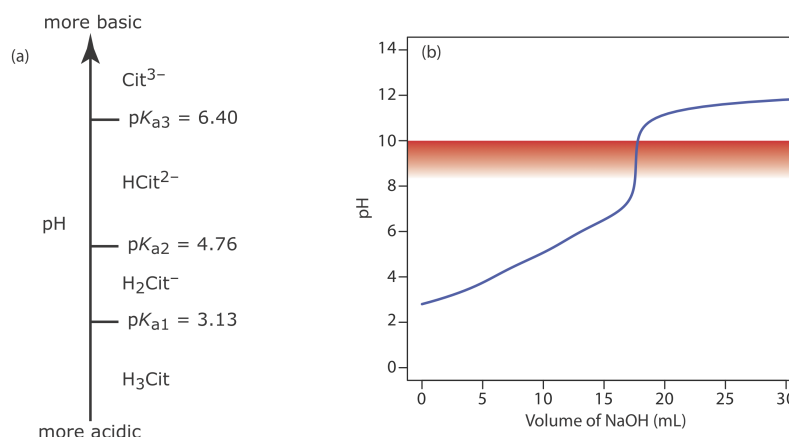 more basic
(a)
Cit³⁻
pKₐ₃ = 6.40
HCit²⁻
pH
pKₐ₂ = 4.76
H₂Cit⁻
pKₐ₁ = 3.13
H₃Cit
more acidic
(b)
14
12
10
8
6
4
2
0
pH
0 5 10 15 20 25 30
Volume of NaOH (mL)